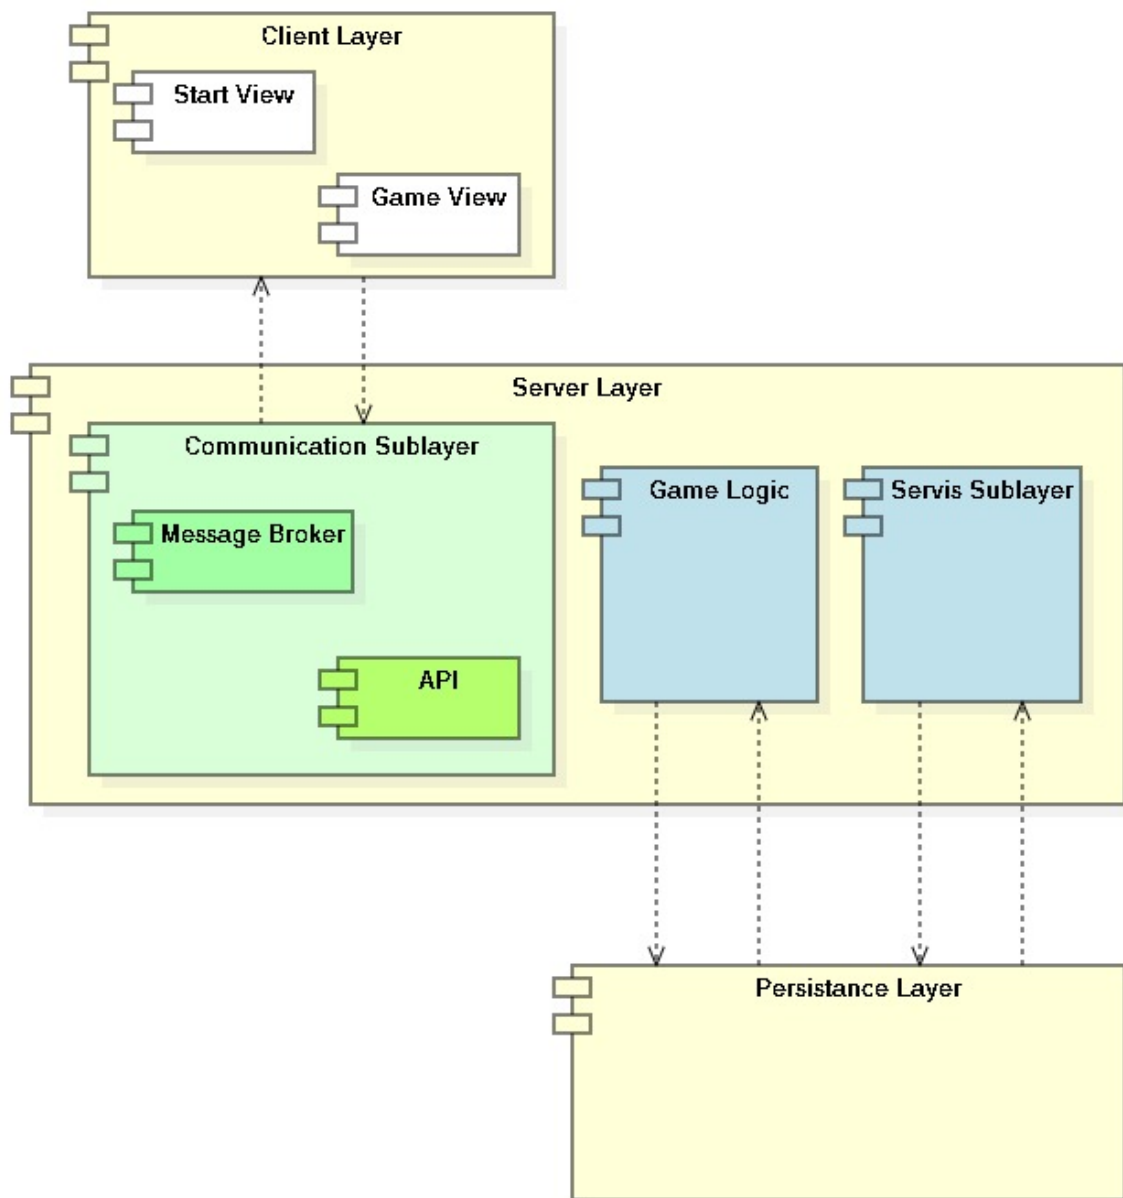 Client Layer
Start View
Game View
Server Layer
Communication Sublayer
Game Logic
Servis Sublayer
Message Broker
API
Persistance Layer